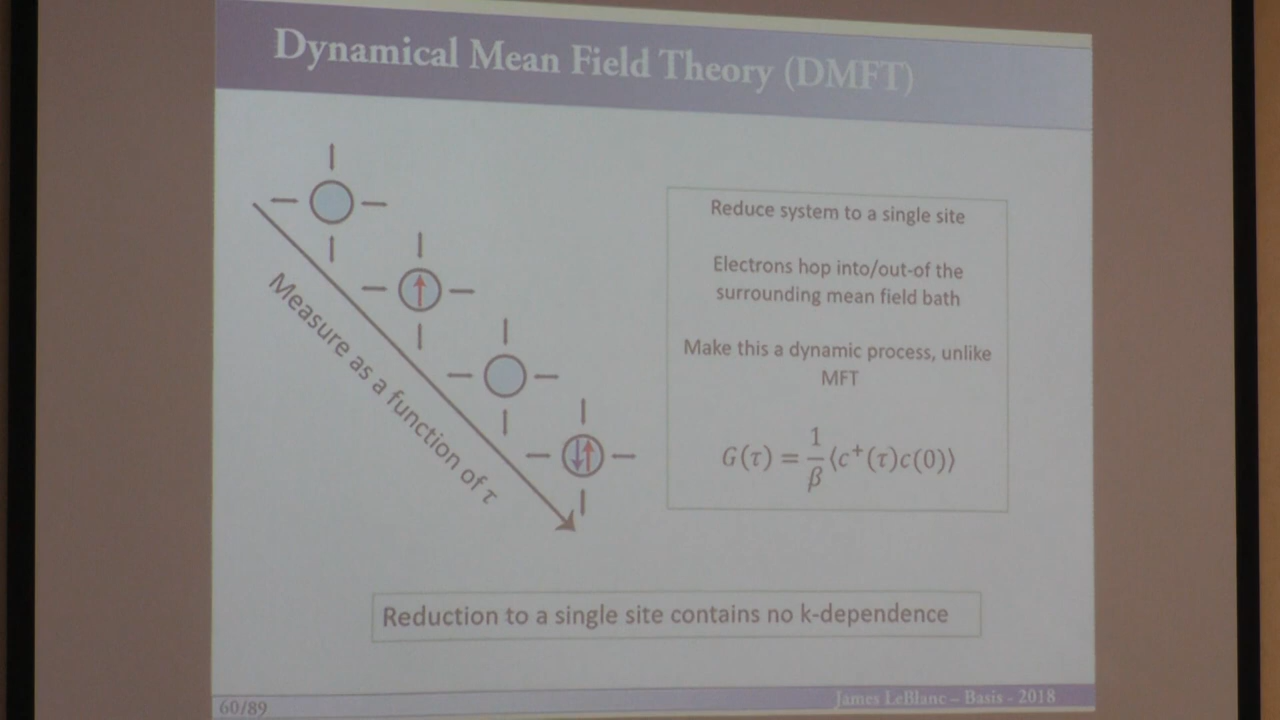 Dynamical Mean Field Theory (DMFT)
Measure as a function of τ
Reduce system to a single site
Electrons hop into/out-of the
surrounding mean field bath
Make this a dynamic process, unlike
MFT
G(τ) = 1/β ⟨c⁺(τ)c(0)⟩
Reduction to a single site contains no k-dependence
60/89
James LeBlanc – Basis - 2018